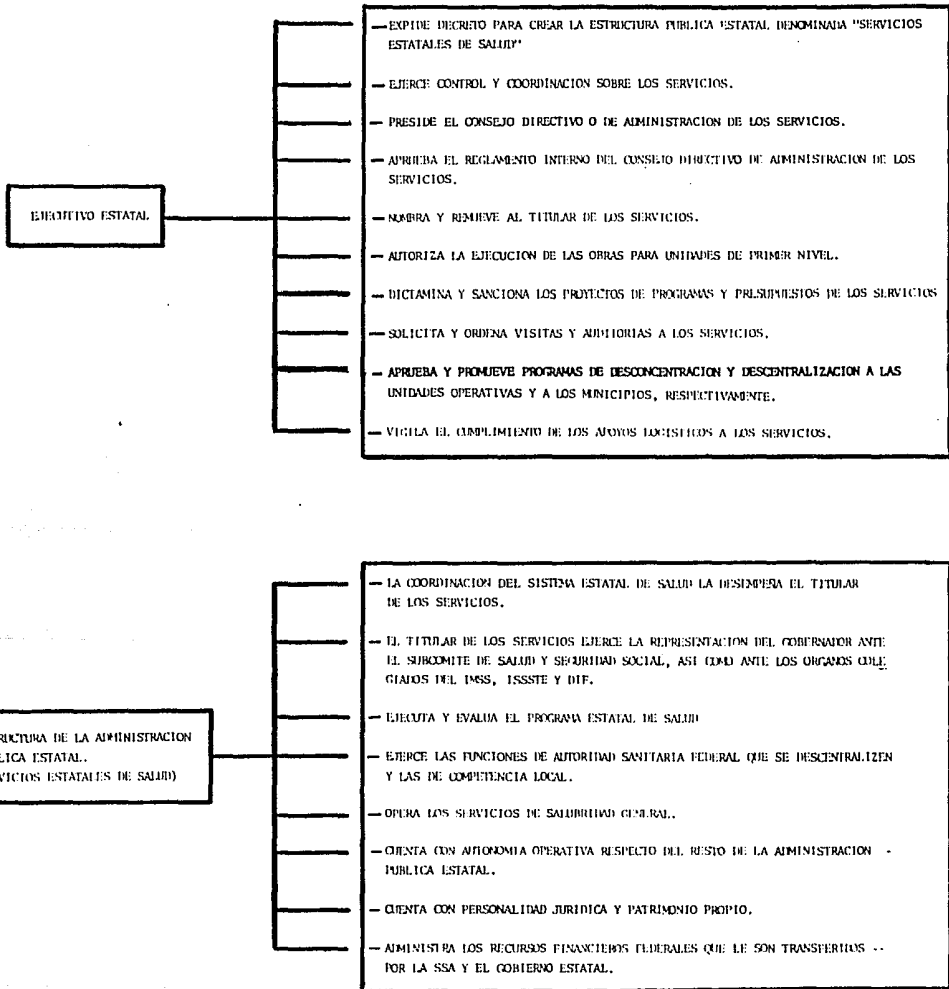 EJECUTIVO ESTATAL
— EXPIDE DECRETO PARA CREAR LA ESTRUCTURA PUBLICA ESTATAL DENOMINADA "SERVICIOS
ESTATALES DE SALUD"
— EJERCE CONTROL Y COORDINACION SOBRE LOS SERVICIOS.
— PRESIDE EL CONSEJO DIRECTIVO O DE ADMINISTRACION DE LOS SERVICIOS.
— APRUEBA EL REGLAMENTO INTERNO DEL CONSEJO DIRECTIVO DE ADMINISTRACION DE LOS
SERVICIOS.
— NOMBRA Y REMUEVE AL TITULAR DE LOS SERVICIOS.
— AUTORIZA LA EJECUCION DE LAS OBRAS PARA UNIDADES DE PRIMER NIVEL.
— DICTAMINA Y SANCIONA LOS PROYECTOS DE PROGRAMAS Y PRESUPUESTOS DE LOS SERVICIOS
— SOLICITA Y ORDENA VISITAS Y AUDITORIAS A LOS SERVICIOS.
— APRUEBA Y PROMUEVE PROGRAMAS DE DESCONCENTRACION Y DESCENTRALIZACION A LAS
UNIDADES OPERATIVAS Y A LOS MUNICIPIOS, RESPECTIVAMENTE.
— VIGILA EL CUMPLIMIENTO DE LOS APOYOS LOGISTICOS A LOS SERVICIOS.
RUCTURA DE LA ADMINISTRACION
LICA ESTATAL.
VICIOS ESTATALES DE SALUD)
— LA COORDINACION DEL SISTEMA ESTATAL DE SALUD LA DESEMPEÑA EL TITULAR
DE LOS SERVICIOS.
— EL TITULAR DE LOS SERVICIOS EJERCE LA REPRESENTACION DEL GOBERNADOR ANTE
EL SUBCOMITE DE SALUD Y SEGURIDAD SOCIAL, ASI COMO ANTE LOS ORGANOS COLE
GIADOS DEL IMSS, ISSSTE Y DIF.
— EJECUTA Y EVALUA EL PROGRAMA ESTATAL DE SALUD
— EJERCE LAS FUNCIONES DE AUTORIDAD SANITARIA FEDERAL QUE SE DESCENTRALIZEN
Y LAS DE COMPETENCIA LOCAL.
— OPERA LOS SERVICIOS DE SALUBRIDAD GENERAL.
— CUENTA CON AUTONOMIA OPERATIVA RESPECTO DEL RESTO DE LA ADMINISTRACION -
PUBLICA ESTATAL.
— CUENTA CON PERSONALIDAD JURIDICA Y PATRIMONIO PROPIO.
— ADMINISTRA LOS RECURSOS FINANCIEROS FEDERALES QUE LE SON TRANSFERIDOS --
POR LA SSA Y EL GOBIERNO ESTATAL.